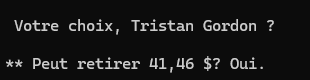 Votre choix, Tristan Gordon ?
** Peut retirer 41,46 $? Oui.